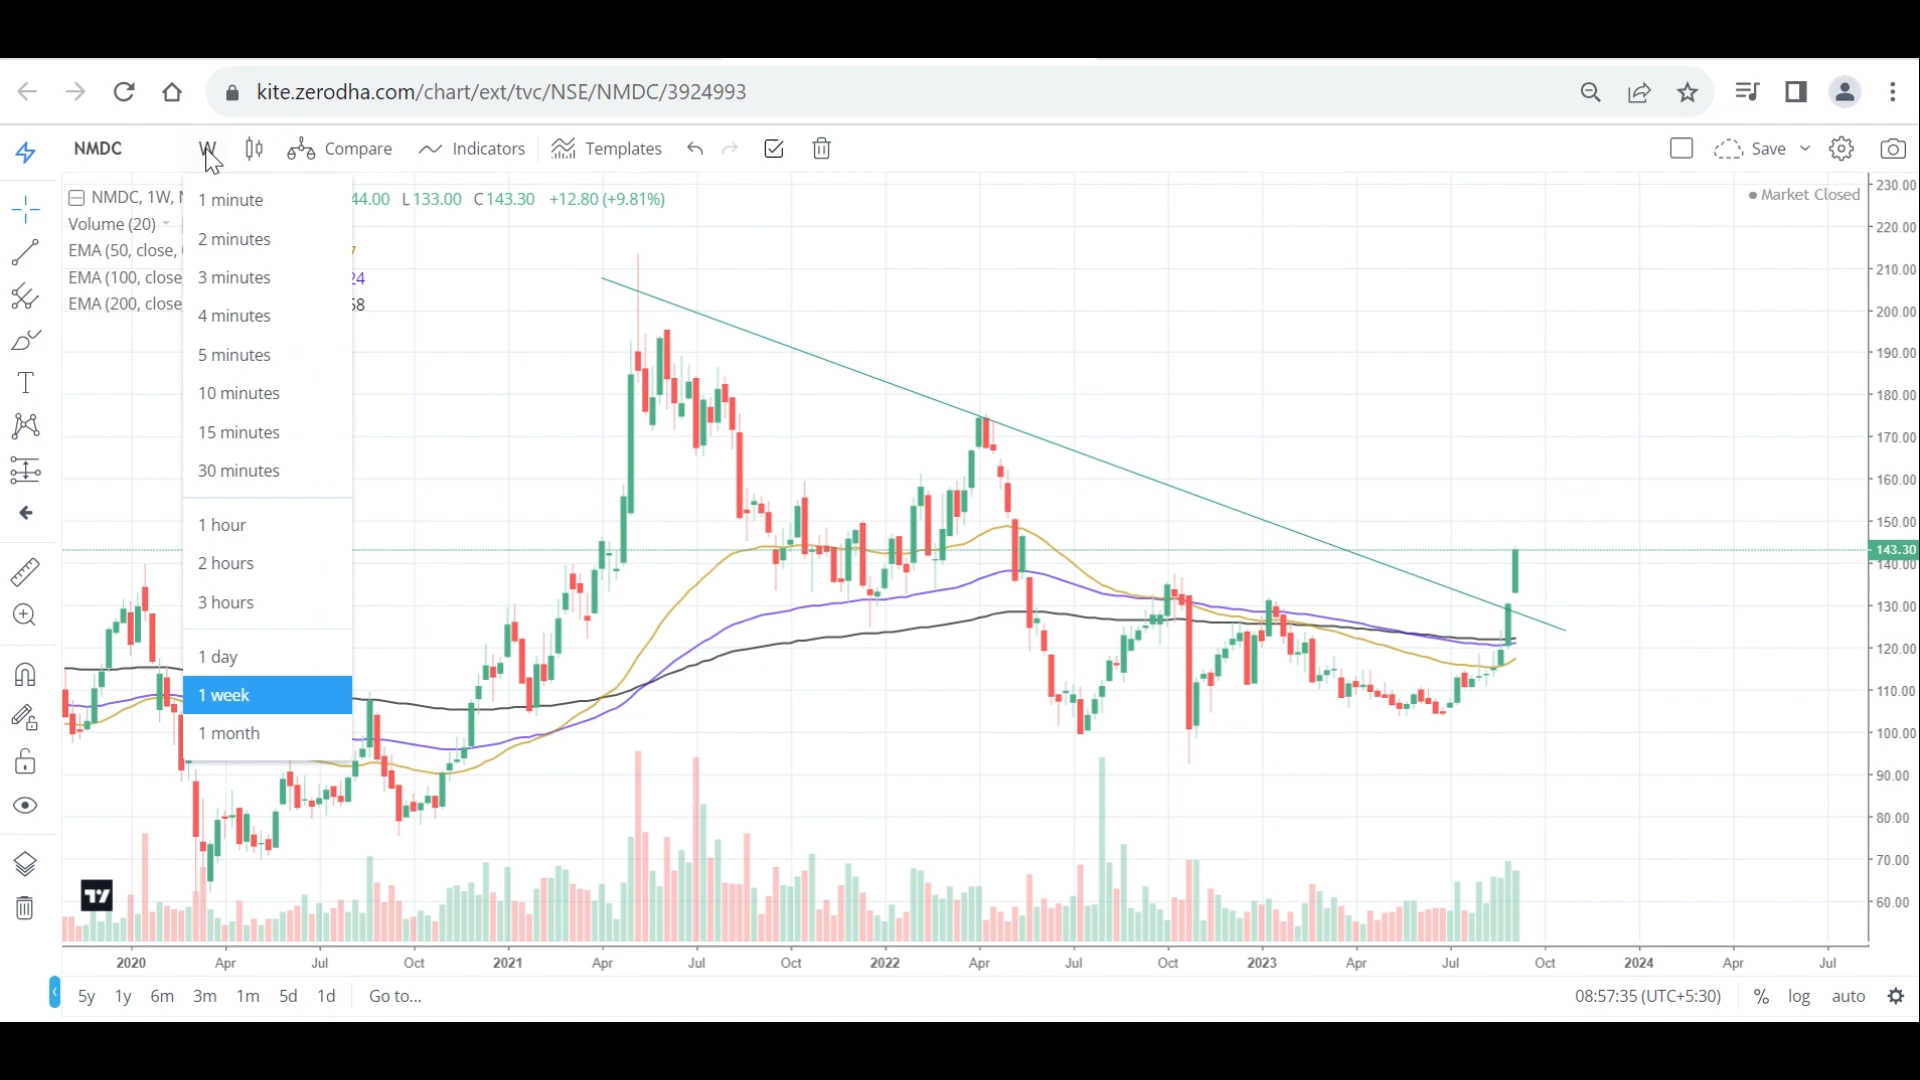 kite.zerodha.com/chart/ext/tvc/NSE/NMDC/3924993
NMDC W Compare Indicators Templates Save
NMDC, 1W, 44.00 L133.00 C143.30 +12.80 (+9.81%)
Market Closed
Volume (20)
EMA (50, close,
EMA (100, close 24
EMA (200, close 58
1 minute
2 minutes
3 minutes
4 minutes
5 minutes
10 minutes
15 minutes
30 minutes
1 hour
2 hours
3 hours
1 day
1 week
1 month
230.00
220.00
210.00
200.00
190.00
180.00
170.00
160.00
150.00
143.30
140.00
130.00
120.00
110.00
100.00
90.00
80.00
70.00
60.00
2020 Apr Jul Oct 2021 Apr Jul Oct 2022 Apr Jul Oct 2023 Apr Jul Oct 2024 Apr Jul
5y 1y 6m 3m 1m 5d 1d Go to... 08:57:35 (UTC+5:30) % log auto